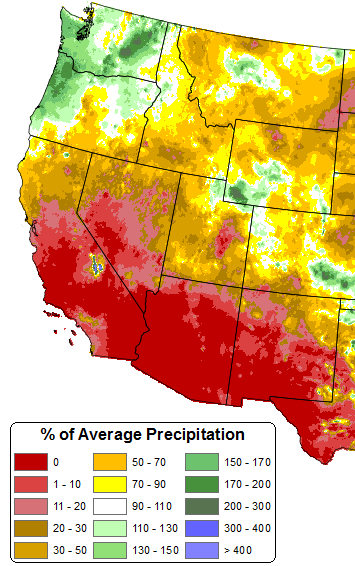 % of Average Precipitation
0 50 - 70 150 - 170
1 - 10 70 - 90 170 - 200
11 - 20 90 - 110 200 - 300
20 - 30 110 - 130 300 - 400
30 - 50 130 - 150 > 400